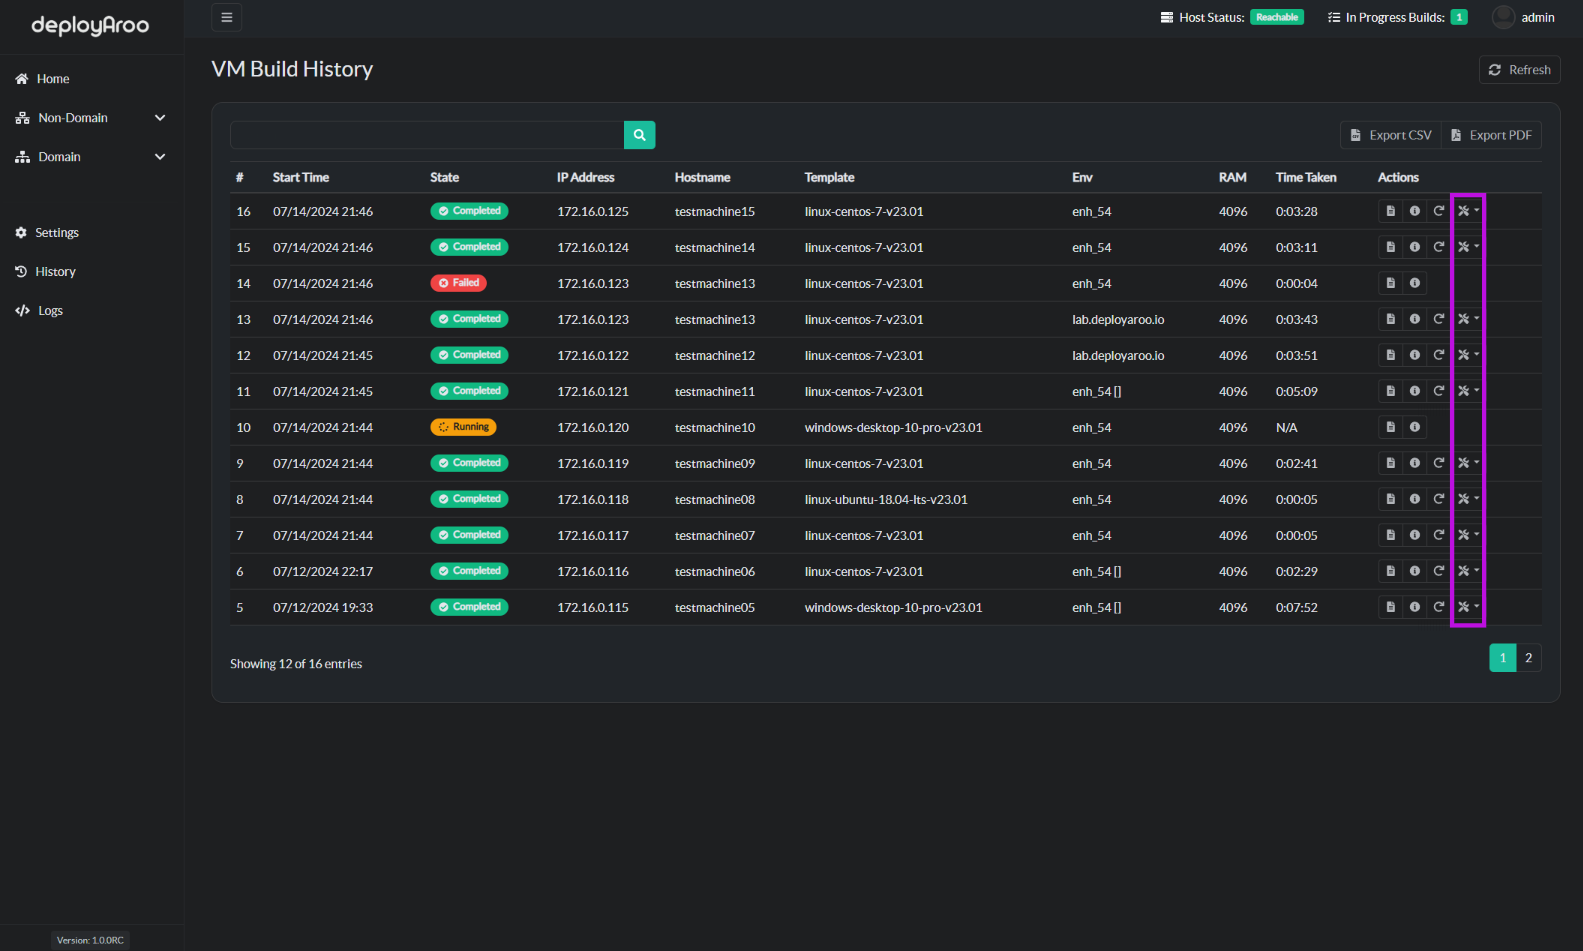 deployAroo
Host Status: Reachable In Progress Builds: 1 admin
Home
Non-Domain
Domain
Settings
History
Logs
VM Build History
Refresh
Export CSV Export PDF
# Start Time State IP Address Hostname Template Env RAM Time Taken Actions
16 07/14/2024 21:46 Completed 172.16.0.125 testmachine15 linux-centos-7-v23.01 enh_54 4096 0:03:28
15 07/14/2024 21:46 Completed 172.16.0.124 testmachine14 linux-centos-7-v23.01 enh_54 4096 0:03:11
14 07/14/2024 21:46 Failed 172.16.0.123 testmachine13 linux-centos-7-v23.01 enh_54 4096 0:00:04
13 07/14/2024 21:46 Completed 172.16.0.123 testmachine13 linux-centos-7-v23.01 lab.deployaroo.io 4096 0:03:43
12 07/14/2024 21:45 Completed 172.16.0.122 testmachine12 linux-centos-7-v23.01 lab.deployaroo.io 4096 0:03:51
11 07/14/2024 21:45 Completed 172.16.0.121 testmachine11 linux-centos-7-v23.01 enh_54 [] 4096 0:05:09
10 07/14/2024 21:44 Running 172.16.0.120 testmachine10 windows-desktop-10-pro-v23.01 enh_54 4096 N/A
9 07/14/2024 21:44 Completed 172.16.0.119 testmachine09 linux-centos-7-v23.01 enh_54 4096 0:02:41
8 07/14/2024 21:44 Completed 172.16.0.118 testmachine08 linux-ubuntu-18.04-lts-v23.01 enh_54 4096 0:00:05
7 07/14/2024 21:44 Completed 172.16.0.117 testmachine07 linux-centos-7-v23.01 enh_54 4096 0:00:05
6 07/12/2024 22:17 Completed 172.16.0.116 testmachine06 linux-centos-7-v23.01 enh_54 [] 4096 0:02:29
5 07/12/2024 19:33 Completed 172.16.0.115 testmachine05 windows-desktop-10-pro-v23.01 enh_54 [] 4096 0:07:52
Showing 12 of 16 entries
1 2
Version: 1.0.0RC